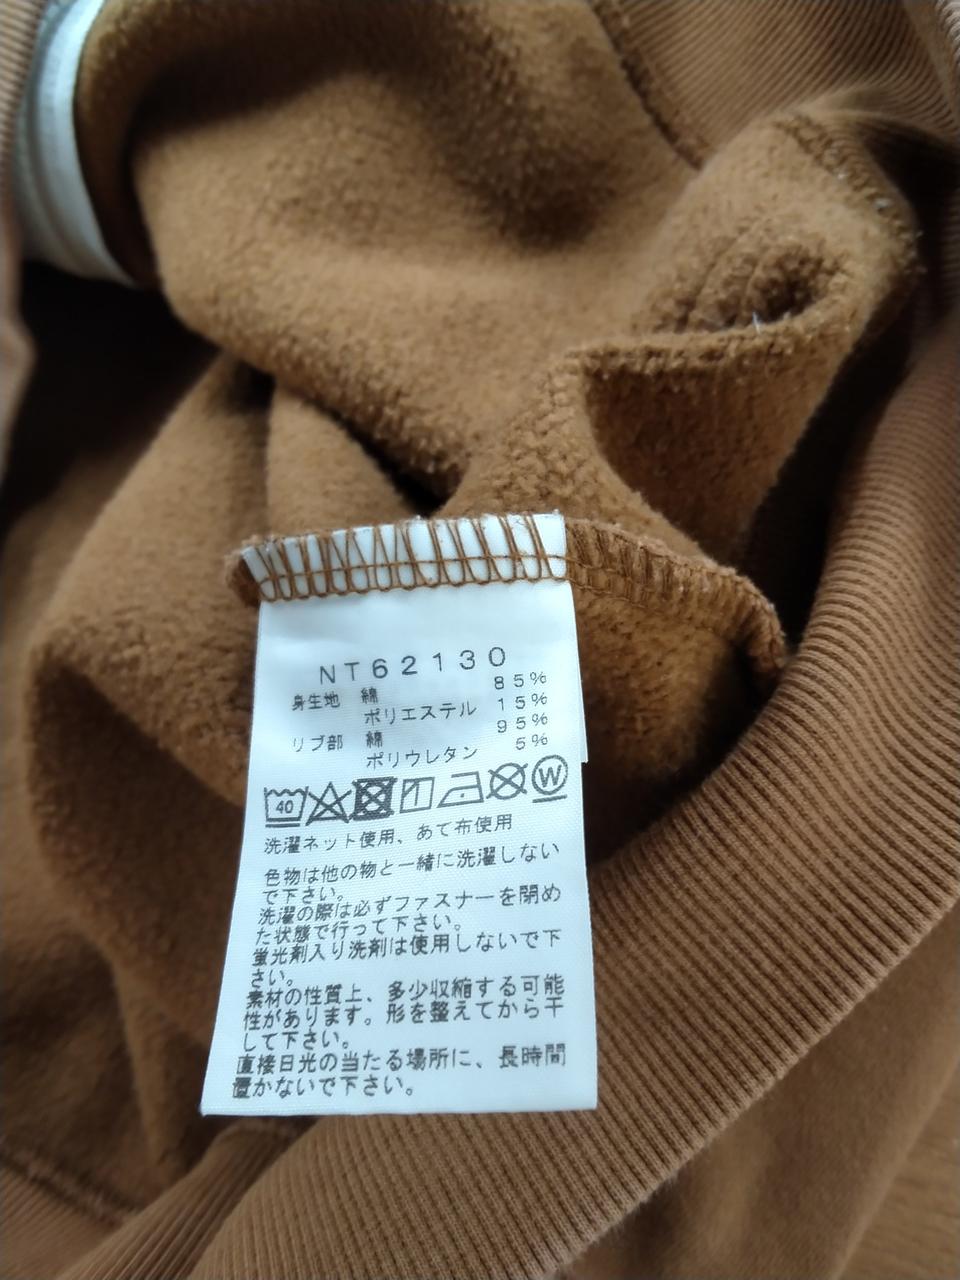 NT62130
身生地 綿 85%
ポリエステル 15%
リブ部 綿 95%
ポリウレタン 5%
40 W
洗濯ネット使用、あて布使用
色物は他の物と一緒に洗濯しない
で下さい。
洗濯の際は必ずファスナーを閉め
た状態で行って下さい。
蛍光剤入り洗剤は使用しないで下
さい。
素材の性質上、多少収縮する可能
性があります。形を整えてから干
して下さい。
直接日光の当たる場所に、長時間
置かないで下さい。